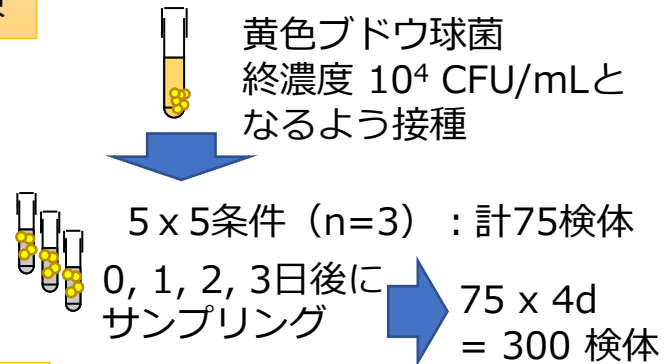 黄色ブドウ球菌
終濃度 10⁴ CFU/mLと
なるよう接種
5 x 5条件（n=3）：計75検体
0, 1, 2, 3日後に
サンプリング
75 x 4d
= 300 検体